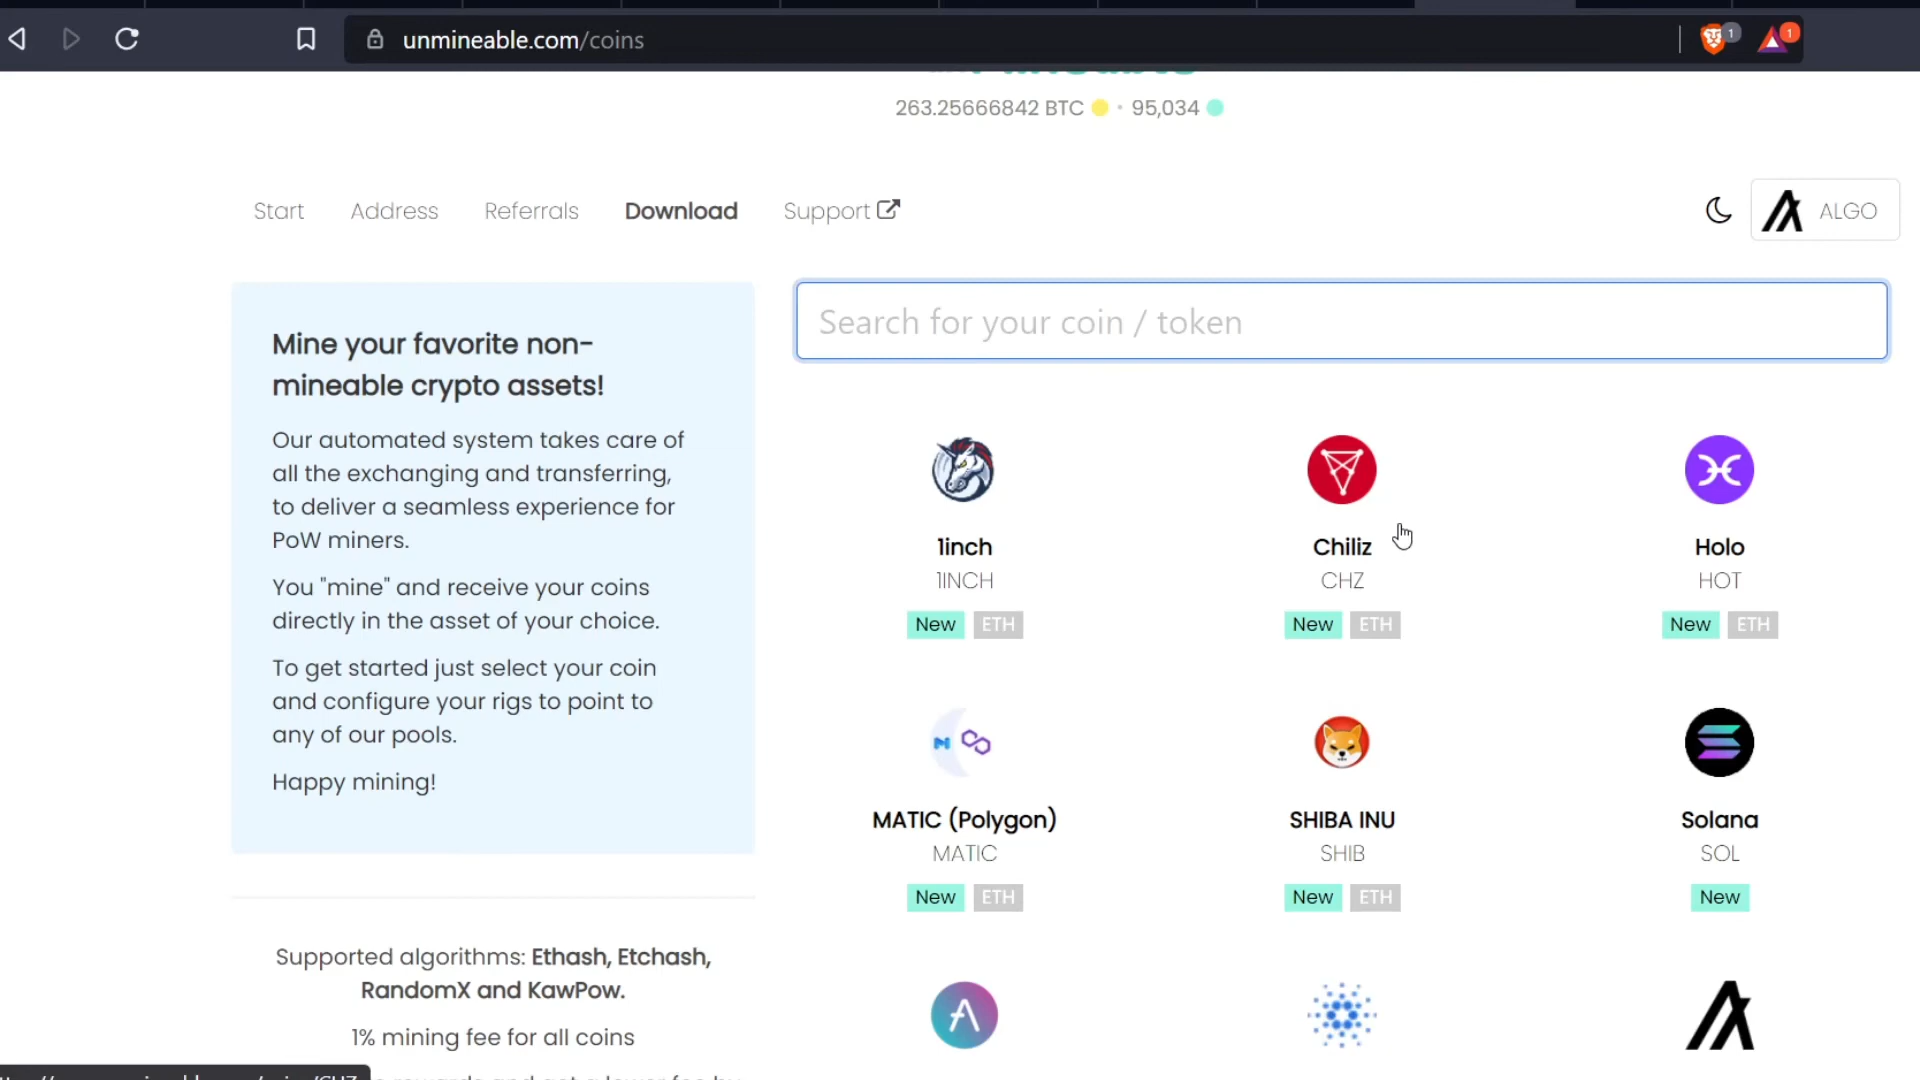 unmineable.com/coins
1
1
263.25666842 BTC • 95,034
Start Address Referrals Download Support
ALGO
Mine your favorite non-
mineable crypto assets!
Our automated system takes care of
all the exchanging and transferring,
to deliver a seamless experience for
PoW miners.
You "mine" and receive your coins
directly in the asset of your choice.
To get started just select your coin
and configure your rigs to point to
any of our pools.
Happy mining!
Supported algorithms: Ethash, Etchash,
RandomX and KawPow.
1% mining fee for all coins
Search for your coin / token
1inch
1INCH
New ETH
Chiliz
CHZ
New ETH
Holo
HOT
New ETH
MATIC (Polygon)
MATIC
New ETH
SHIBA INU
SHIB
New ETH
Solana
SOL
New